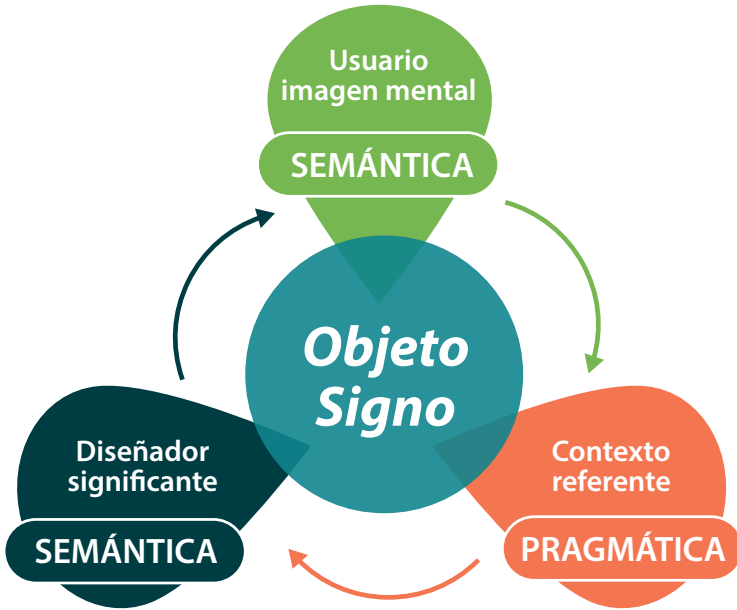 Usuario
imagen mental
SEMÁNTICA
Objeto
Signo
Diseñador
significante
SEMÁNTICA
Contexto
referente
PRAGMÁTICA